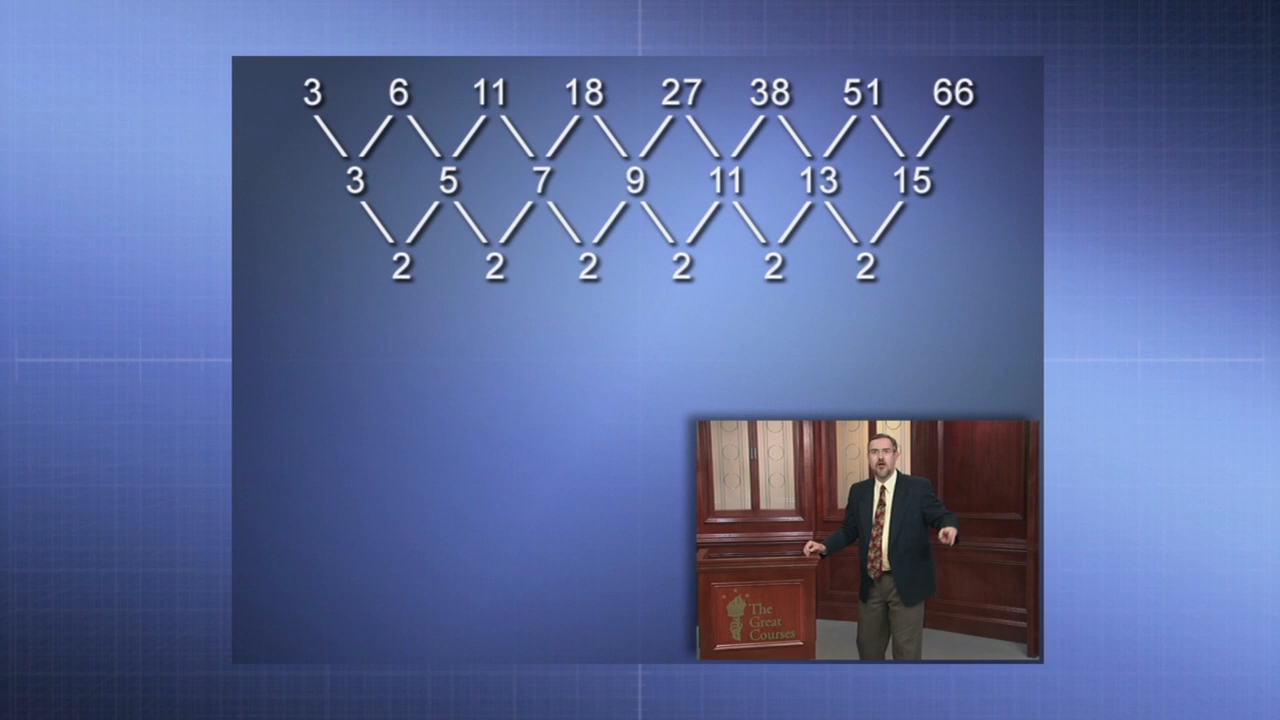 3 6 11 18 27 38 51 66
3 5 7 9 11 13 15
2 2 2 2 2 2
The
Great
Courses